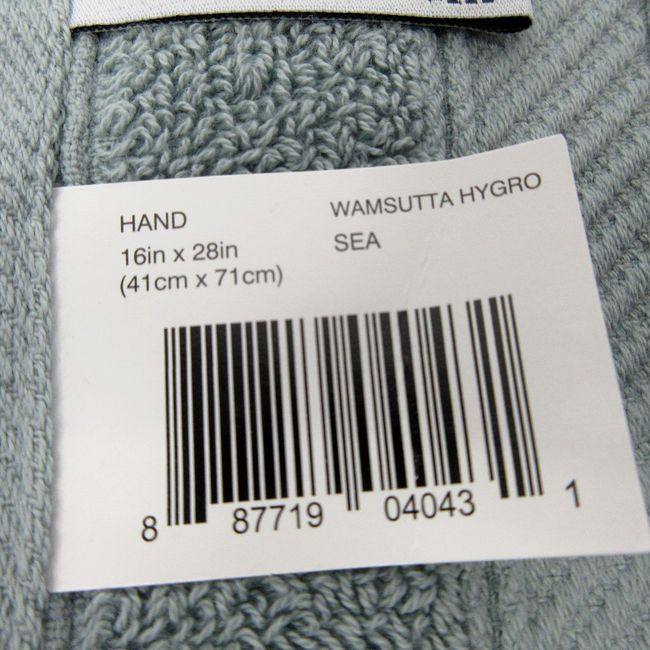 HAND
16in x 28in
(41cm x 71cm)
WAMSUTTA HYGRO
SEA
8 87719 04043 1